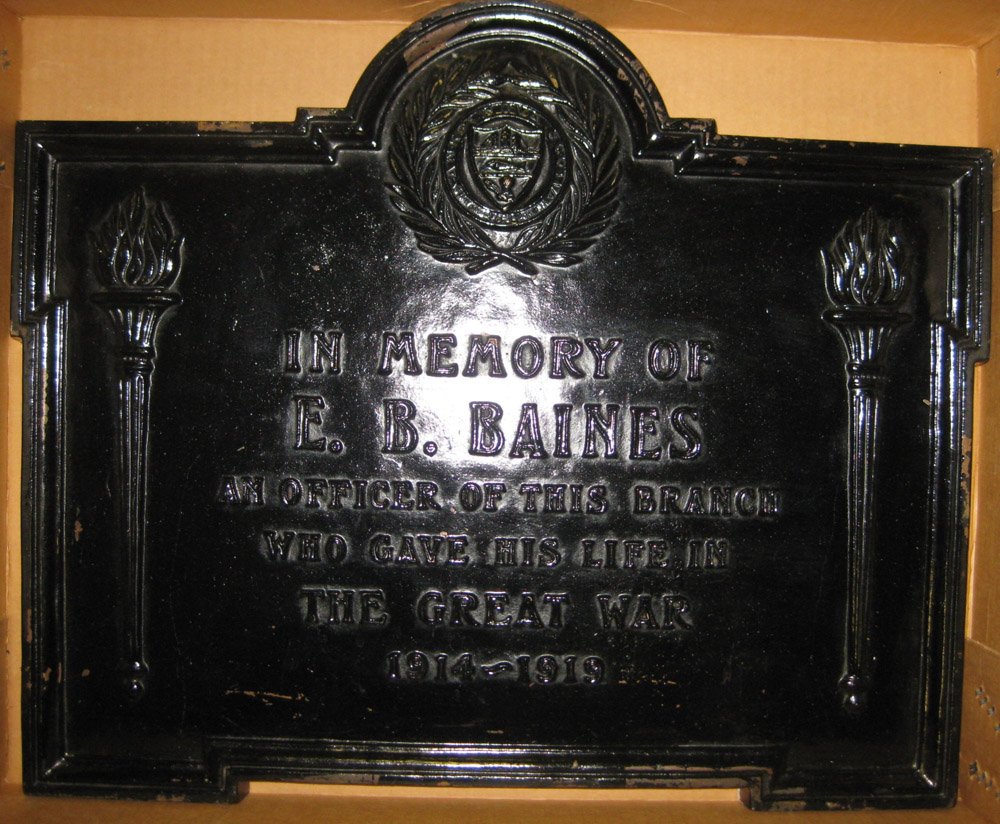 IN MEMORY OF
E. B. BAINES
AN OFFICER OF THIS BRANCH
WHO GAVE HIS LIFE IN
THE GREAT WAR
1914~1919